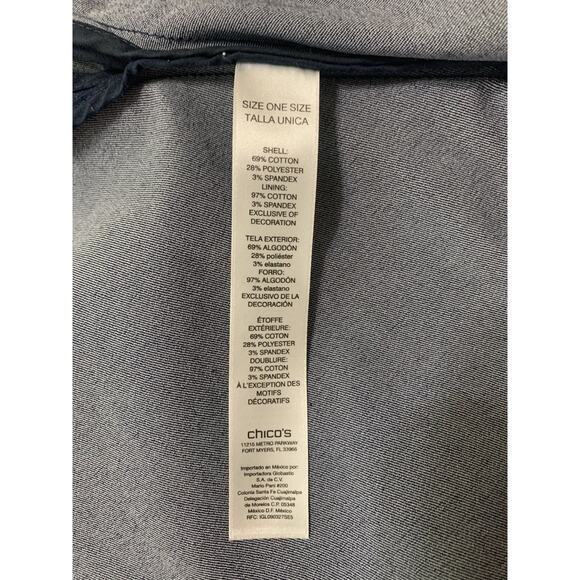 SIZE ONE SIZE
TALLA UNICA
SHELL:
69% COTTON
28% POLYESTER
3% SPANDEX
LINING:
97% COTTON
3% SPANDEX
EXCLUSIVE OF
DECORATION
TELA EXTERIOR:
69% ALGODÓN
28% poliéster
3% elastano
FORRO:
97% ALGODÓN
3% elastano
EXCLUSIVO DE LA
DECORACIÓN
ÉTOFFE
EXTÉRIEURE:
69% COTON
28% POLYESTER
3% SPANDEX
DOUBLURE:
97% COTON
3% SPANDEX
À L'EXCEPTION DES
MOTIFS
DÉCORATIFS
chico's
11215 METRO PARKWAY
FORT MYERS, FL 33966
Importado en México por:
Importadora Globastic
S.A. de C.V.
Mario Pani #200
Colonia Santa Fe Cuajimalpa
Delegación Cuajimalpa
de Morelos C.P. 05348
México D.F. México
RFC: IGL090327SE5